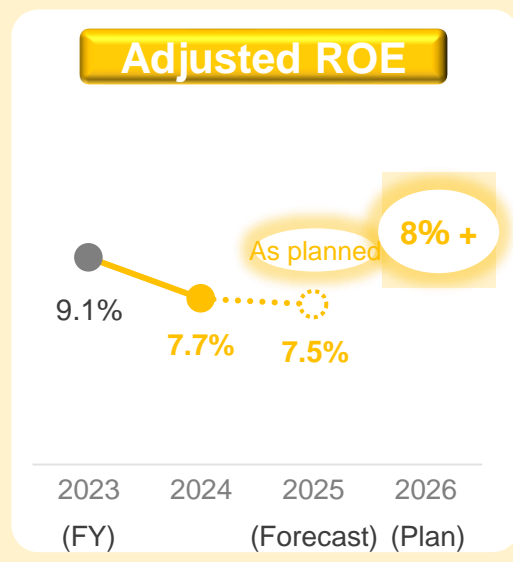 Adjusted ROE
8% +
As planned
9.1%
7.7%
7.5%
2023 2024 2025 2026
(FY) (Forecast) (Plan)